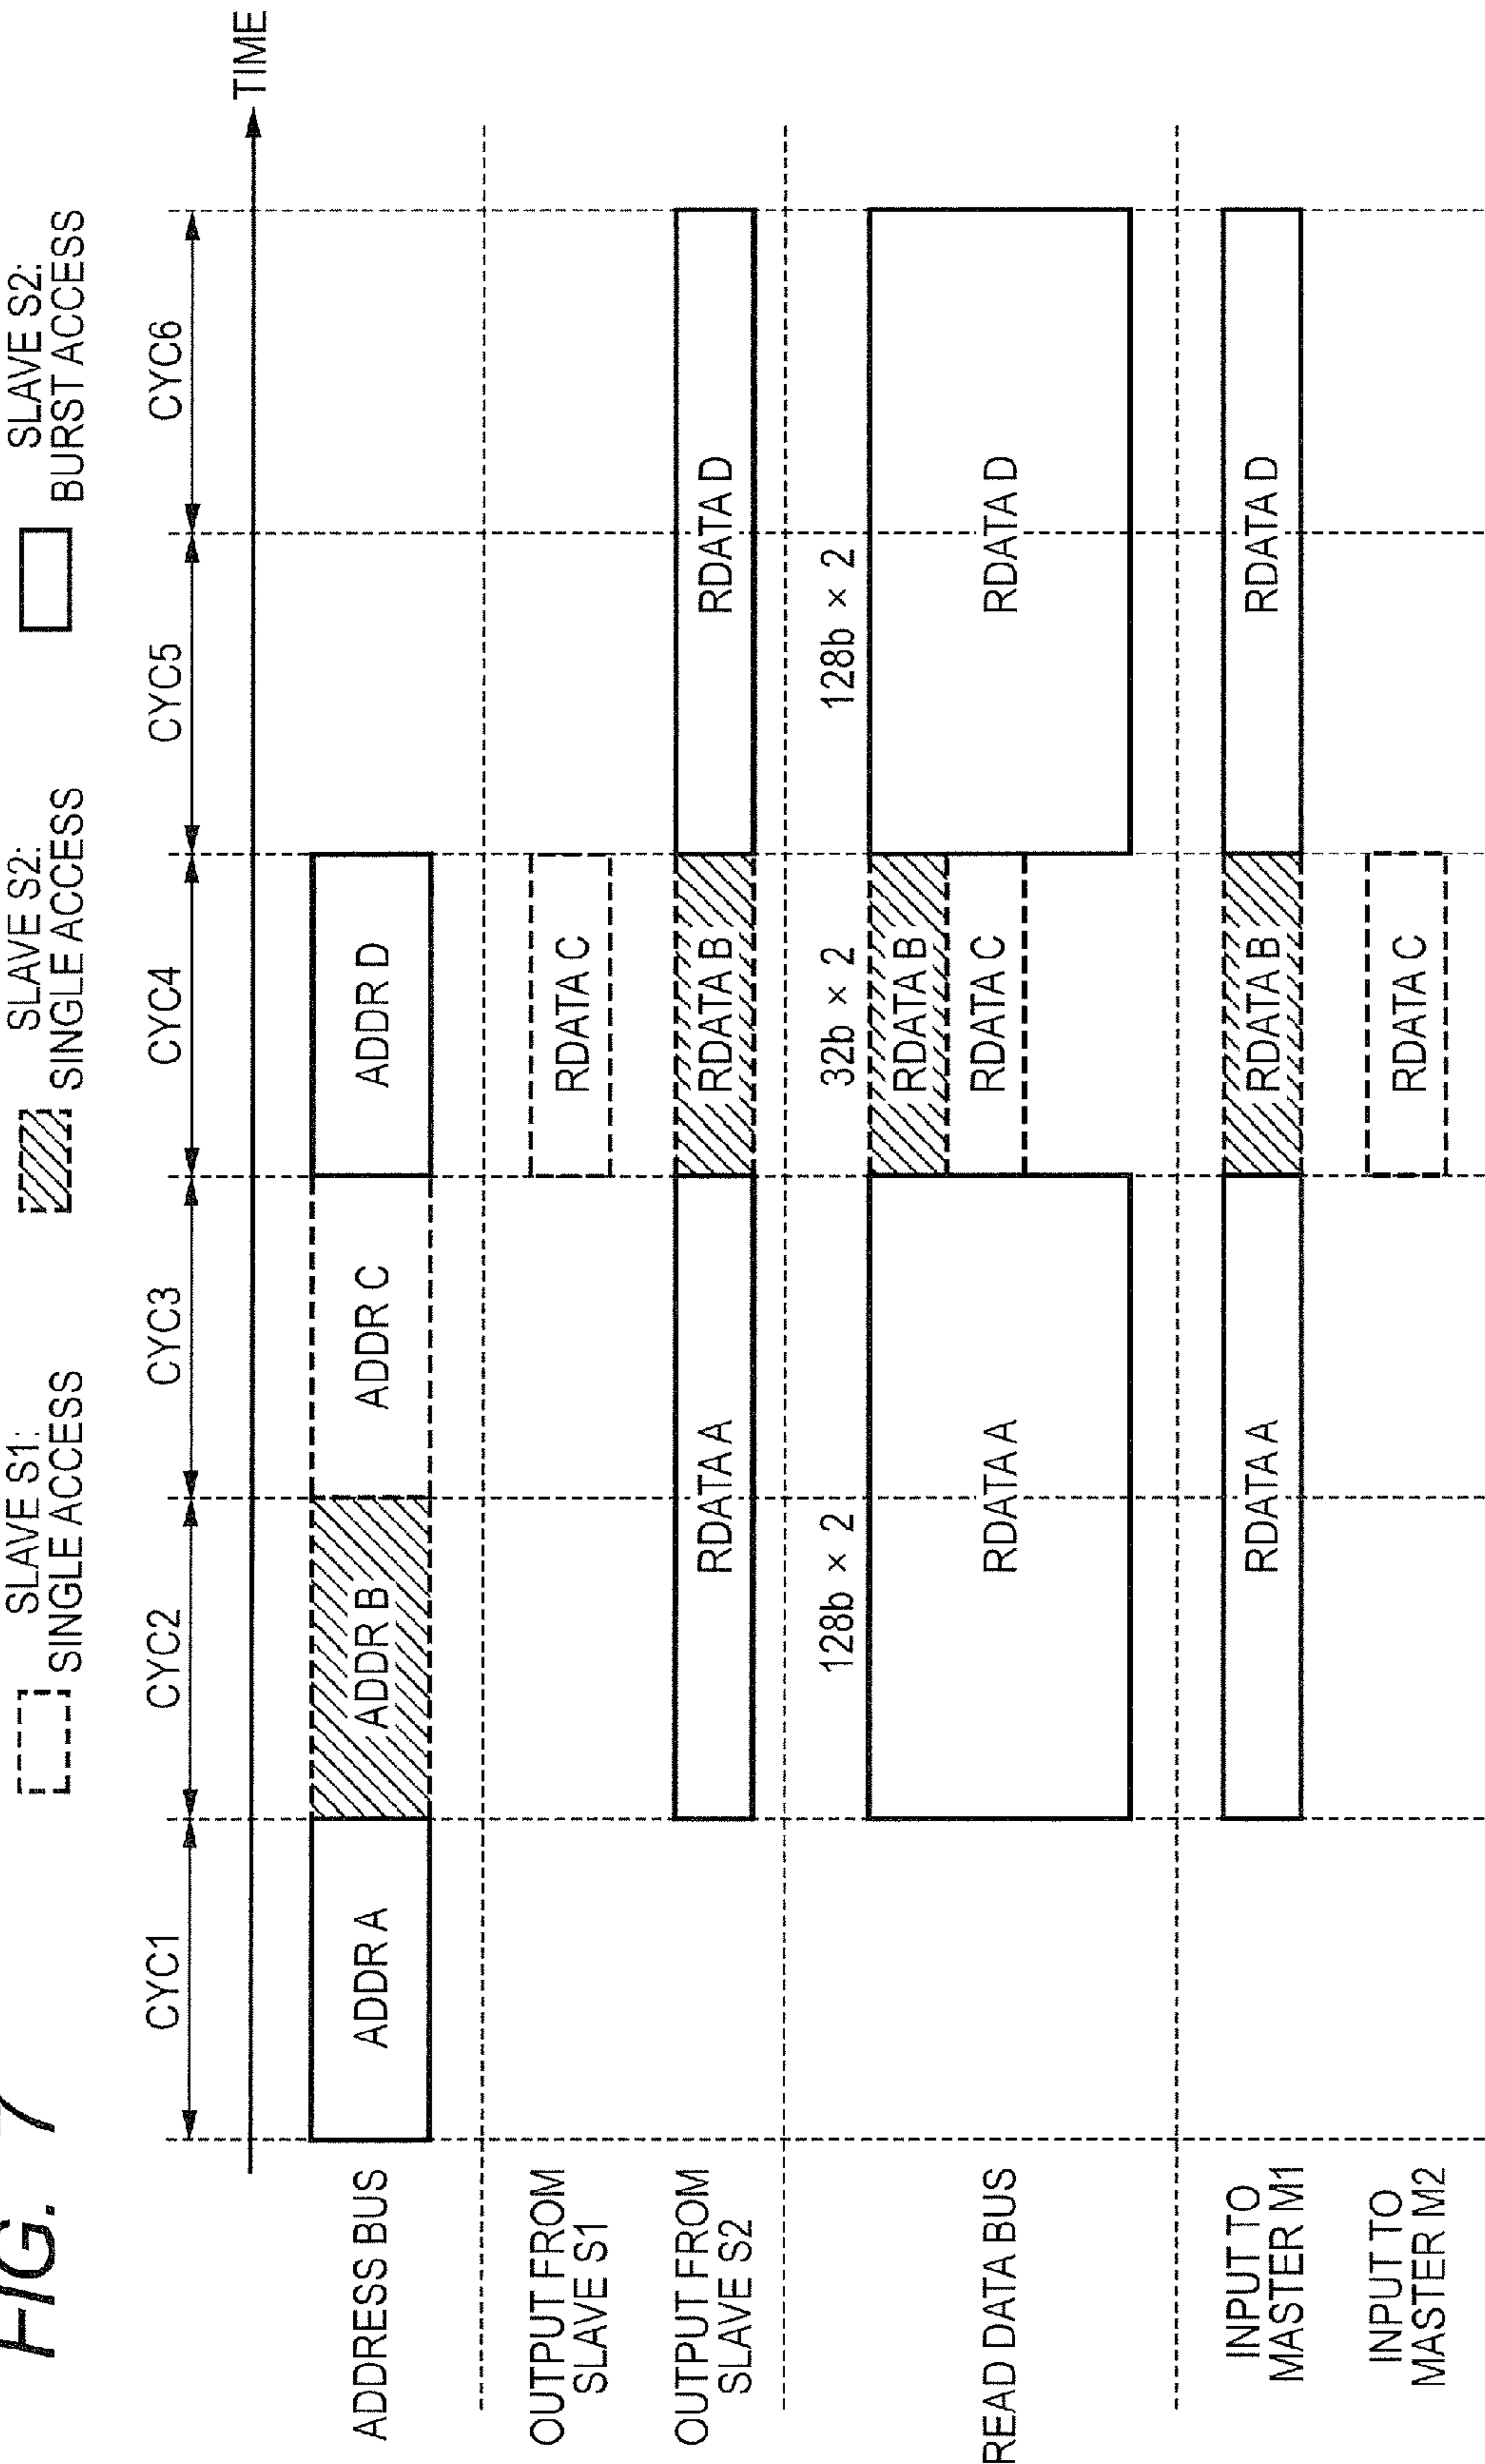 FIG. 7
SLAVE S1:
SINGLE ACCESS
SLAVE S2:
SINGLE ACCESS
SLAVE S2:
BURST ACCESS
CYC1
CYC2
CYC3
CYC4
CYC5
CYC6
TIME
ADDRESS BUS
ADDR A
ADDR B
ADDR C
ADDR D
OUTPUT FROM
SLAVE S1
RDATA C
OUTPUT FROM
SLAVE S2
RDATA A
RDATA B
RDATA D
128b × 2
32b × 2
128b × 2
READ DATA BUS
RDATA A
RDATA B
RDATA C
RDATA D
INPUT TO
MASTER M1
RDATA A
RDATA B
RDATA D
INPUT TO
MASTER M2
RDATA C